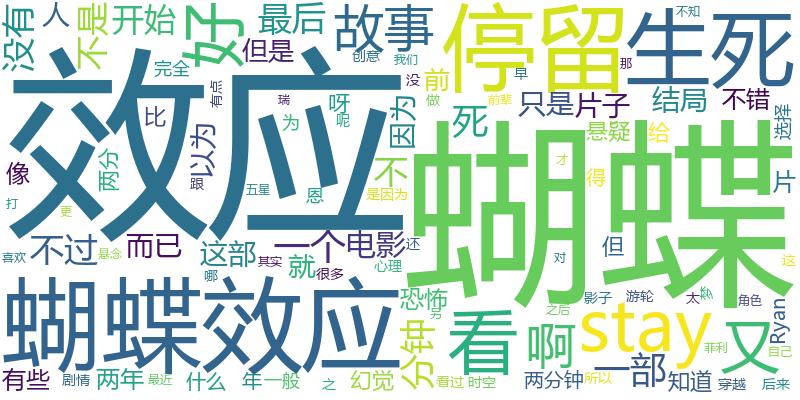 没有
人
不是
开始
好
最后
但是
故事
停留
生死
不知
效应
完全
比
以为
有点
没
创意
我们
呀
瑞
为
呢
因为
前
做
早
前辈
那
只是
片子
结局
不错
选择
死
悬疑
给
像
两分
跟
五星
恩
是因为
不
蝴蝶
才
得
片
打
更
喜欢
悬念
不过
而已
这部
哪
一个
电影
还
就
其实
很多
心理
对
但
这
蝴蝶效应
恐怖
另
分钟
看
之后
啊
stay
影子
游轮
太
梦
角色
又
Ryan
有些
剧情
两年
最近
什么
年
一般
之
幻觉
看过
时空
两分钟
所以
一部
知道
菲利
穿越
自己
后来